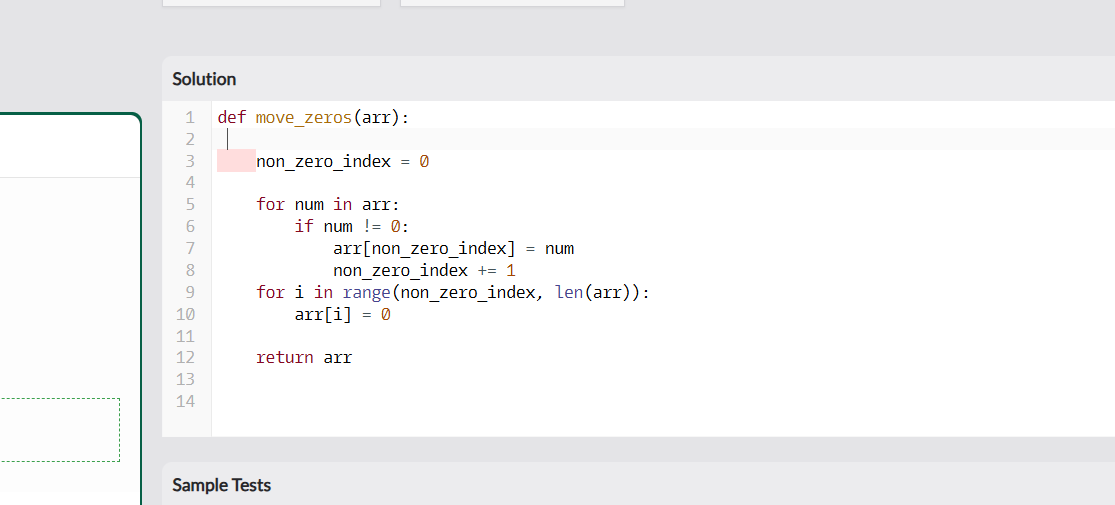 Solution
1 def move_zeros(arr):
2
3     non_zero_index = 0
4
5     for num in arr:
6         if num != 0:
7             arr[non_zero_index] = num
8             non_zero_index += 1
9     for i in range(non_zero_index, len(arr)):
10         arr[i] = 0
11
12     return arr
13
14
Sample Tests